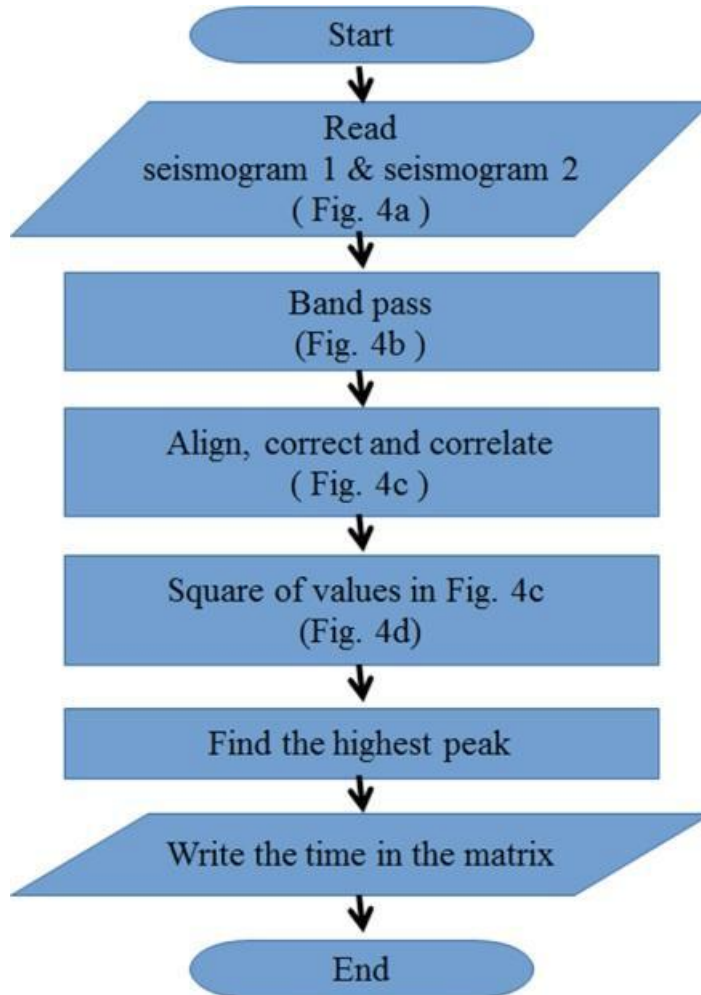 Start
Read
seismogram 1 & seismogram 2
( Fig. 4a )
Band pass
(Fig. 4b )
Align, correct and correlate
( Fig. 4c )
Square of values in Fig. 4c
(Fig. 4d)
Find the highest peak
Write the time in the matrix
End